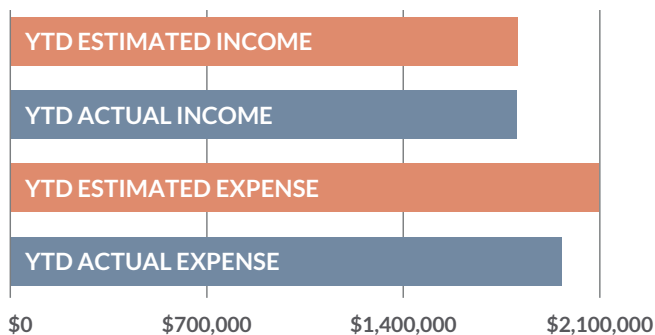 YTD ESTIMATED INCOME
YTD ACTUAL INCOME
YTD ESTIMATED EXPENSE
YTD ACTUAL EXPENSE
$0 $700,000 $1,400,000 $2,100,000